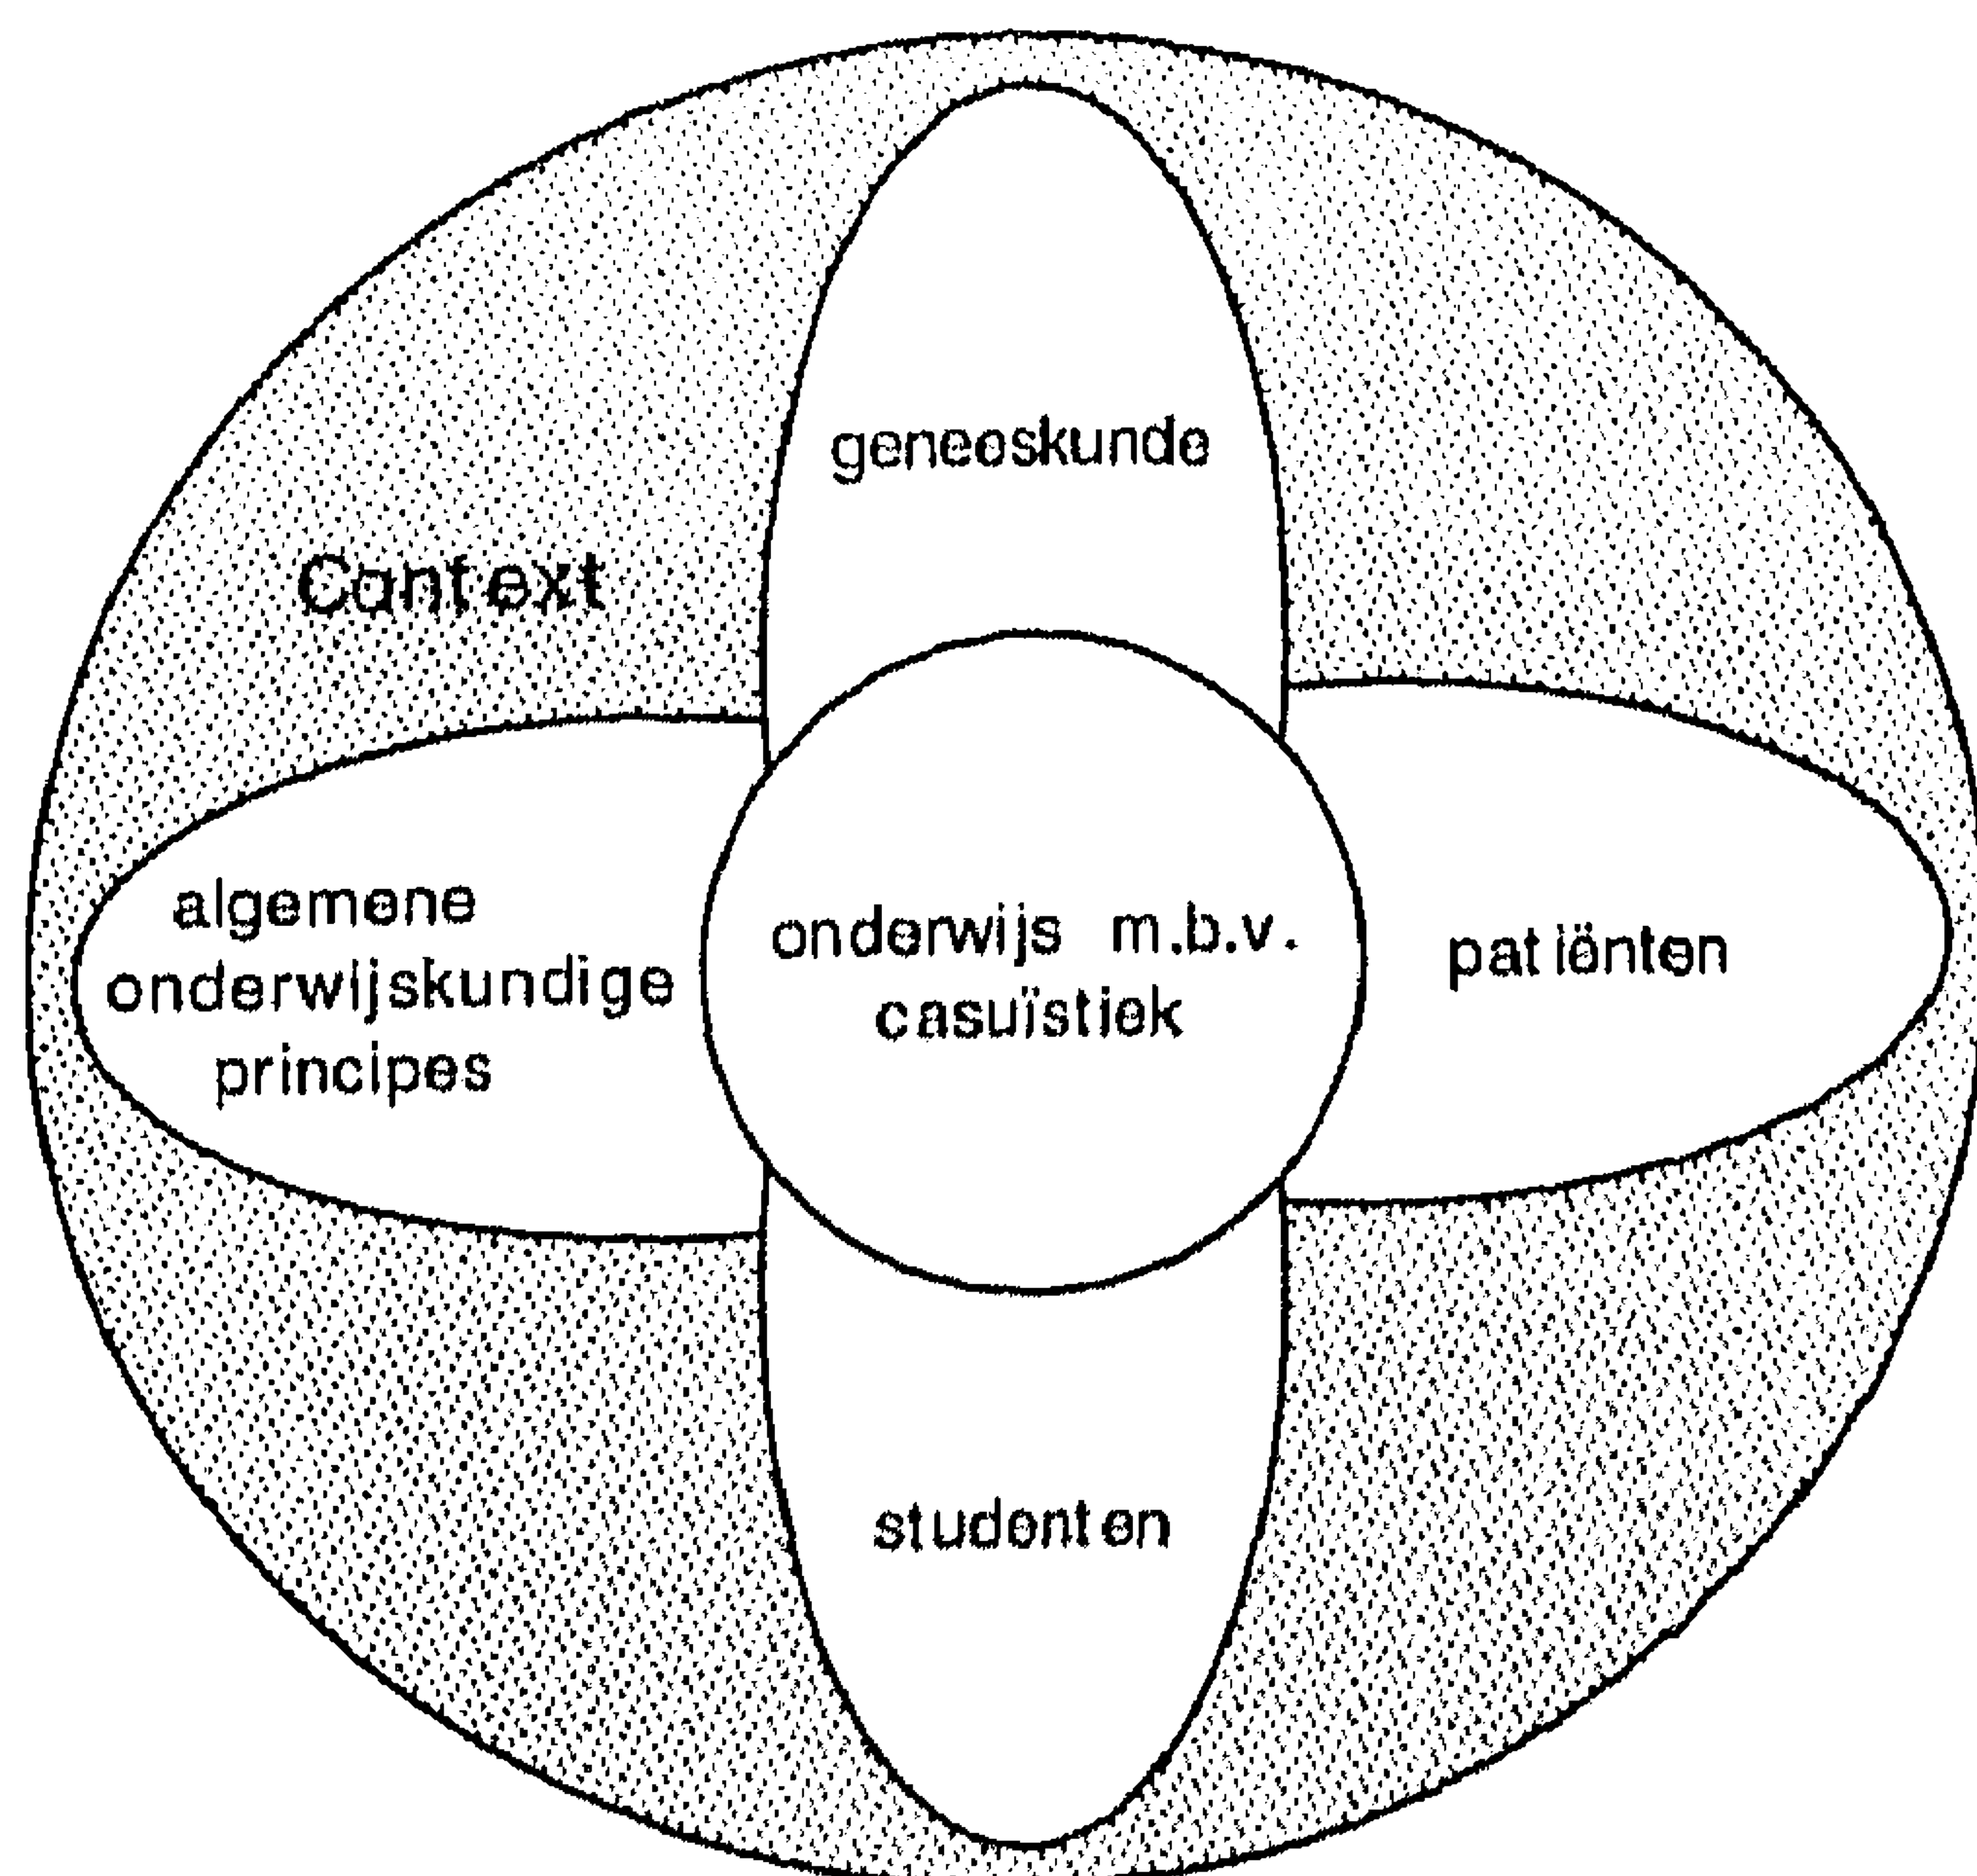 geneeskunde
Context
algemene
onderwijskundige
principes
onderwijs m.b.v.
casuïstiek
patiënten
studenten